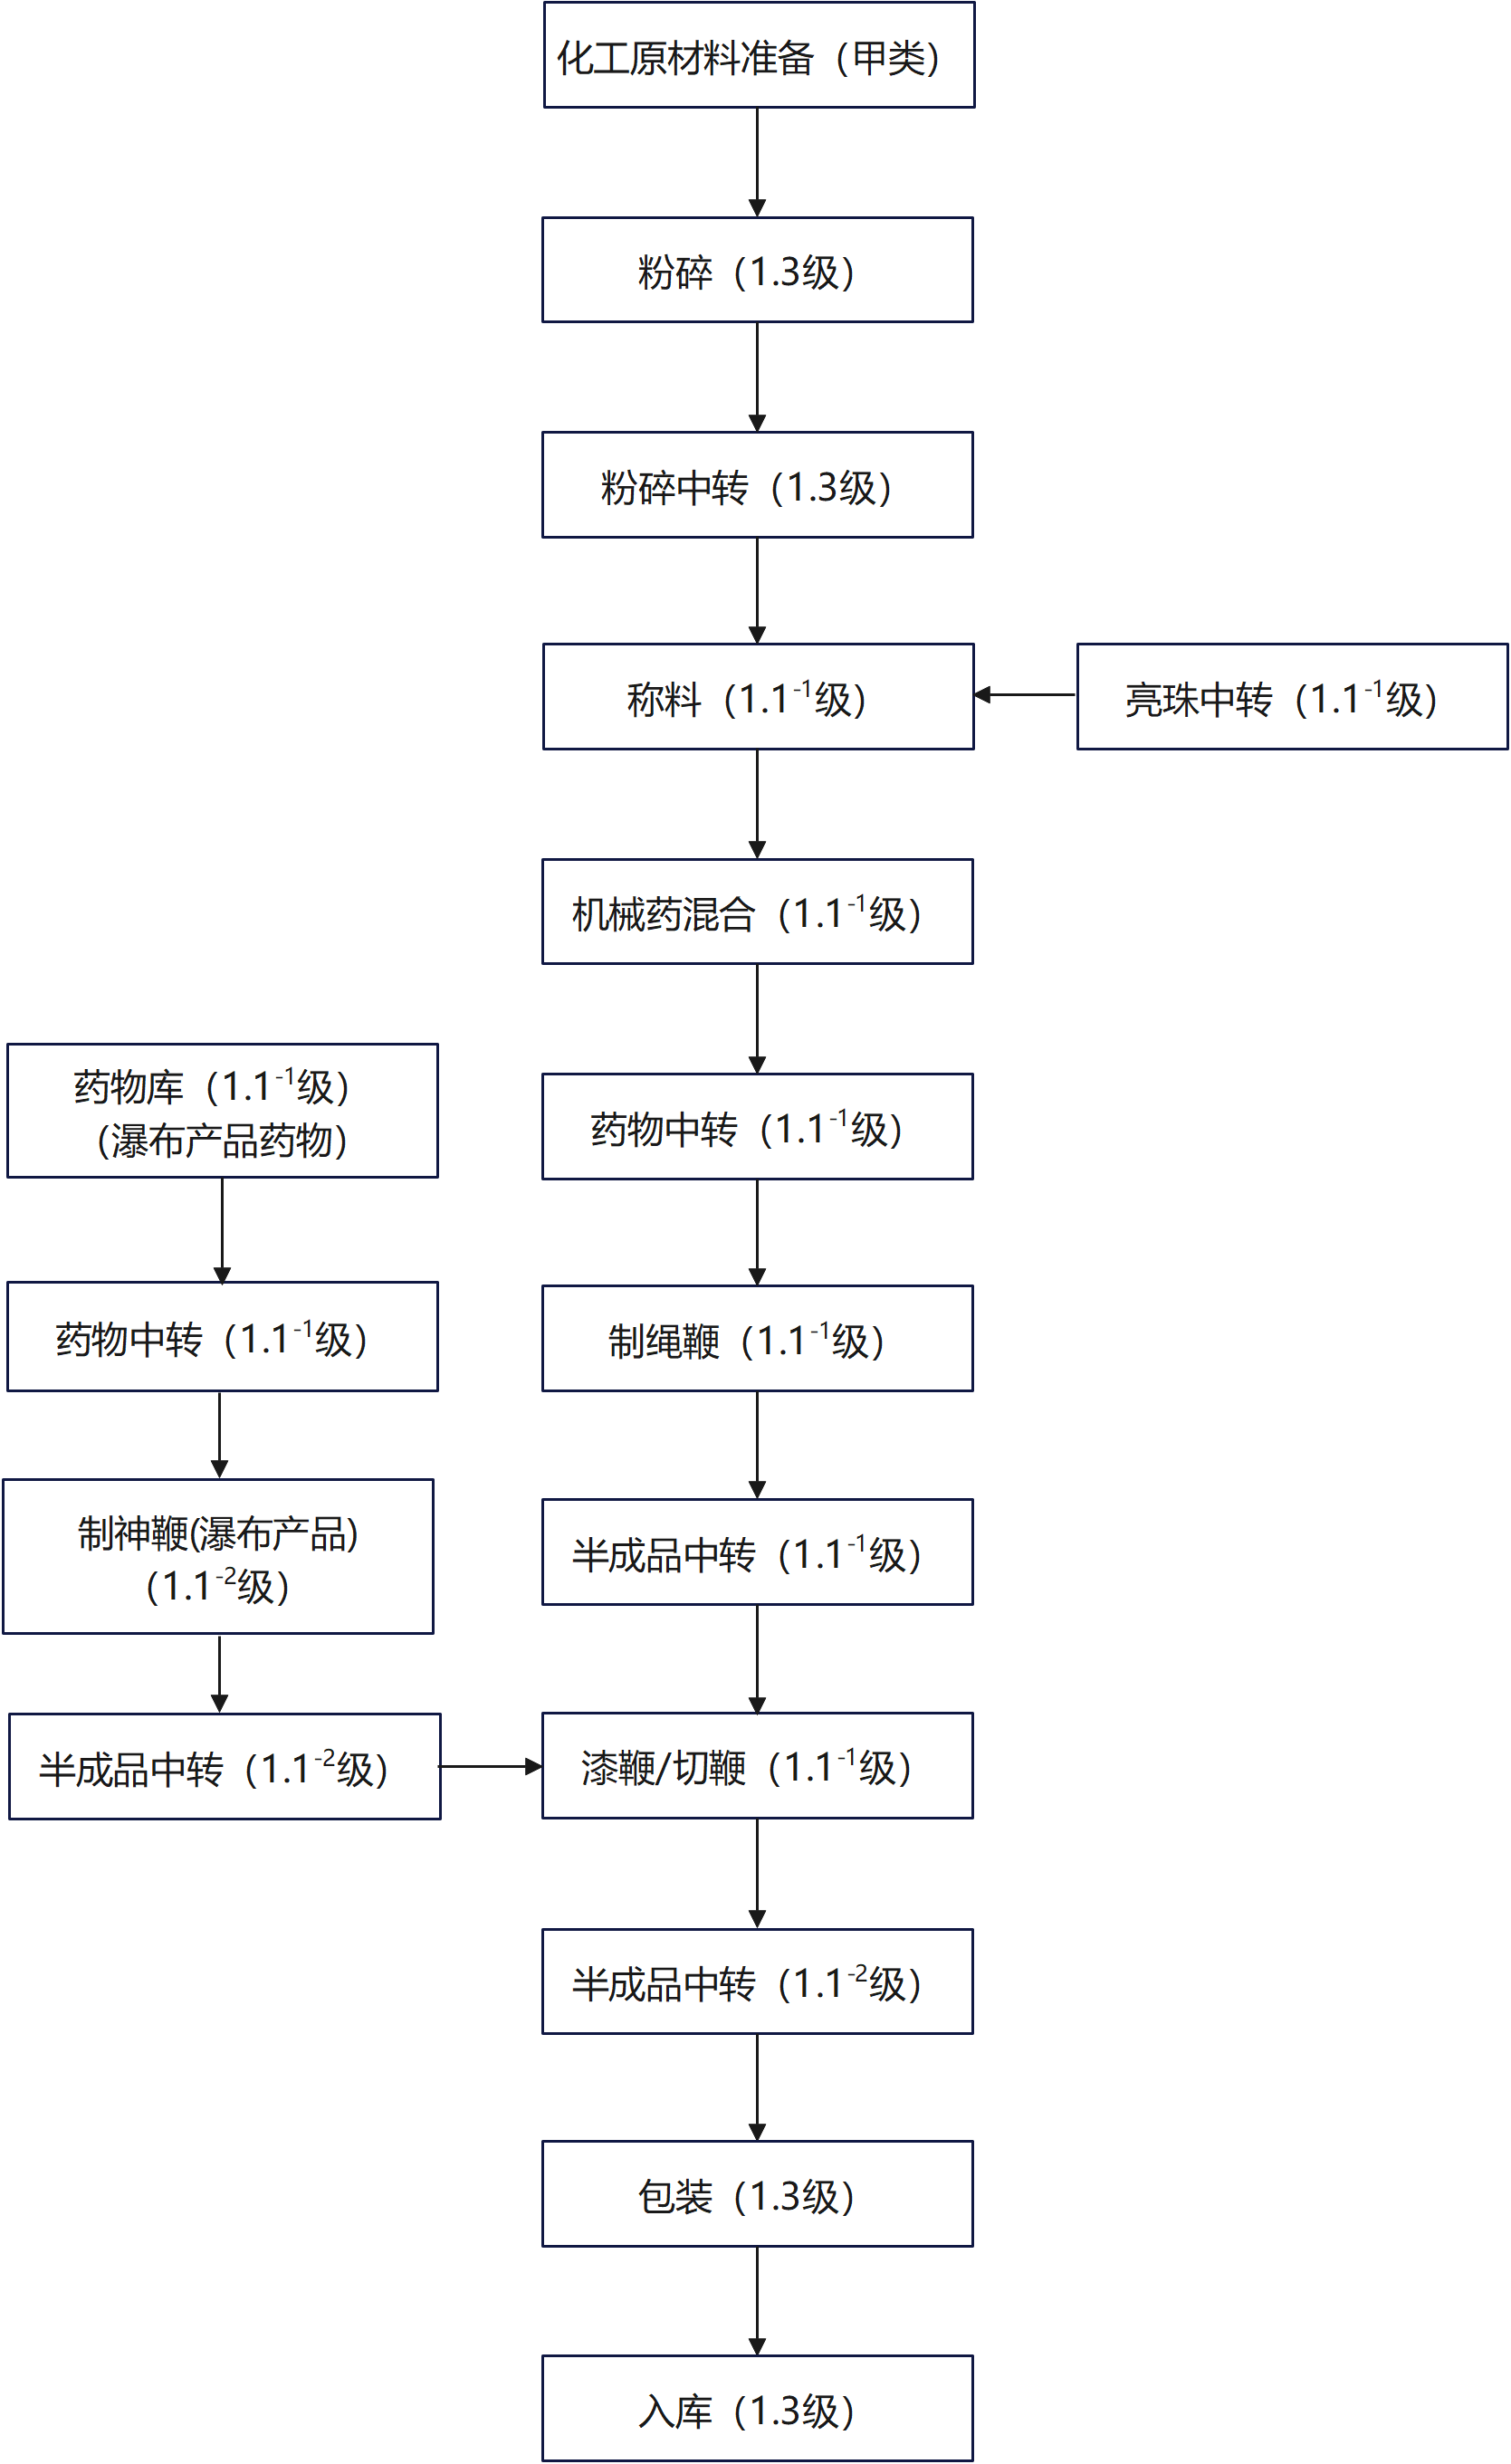 化工原材料准备（甲类）
粉碎（1.3级）
粉碎中转（1.3级）
称料（1.1⁻¹级）
亮珠中转（1.1⁻¹级）
机械药混合（1.1⁻¹级）
药物库（1.1⁻¹级）
（瀑布产品药物）
药物中转（1.1⁻¹级）
药物中转（1.1⁻¹级）
制绳鞭（1.1⁻¹级）
制神鞭(瀑布产品)
（1.1⁻²级）
半成品中转（1.1⁻¹级）
半成品中转（1.1⁻²级）
漆鞭/切鞭（1.1⁻¹级）
半成品中转（1.1⁻²级）
包装（1.3级）
入库（1.3级）